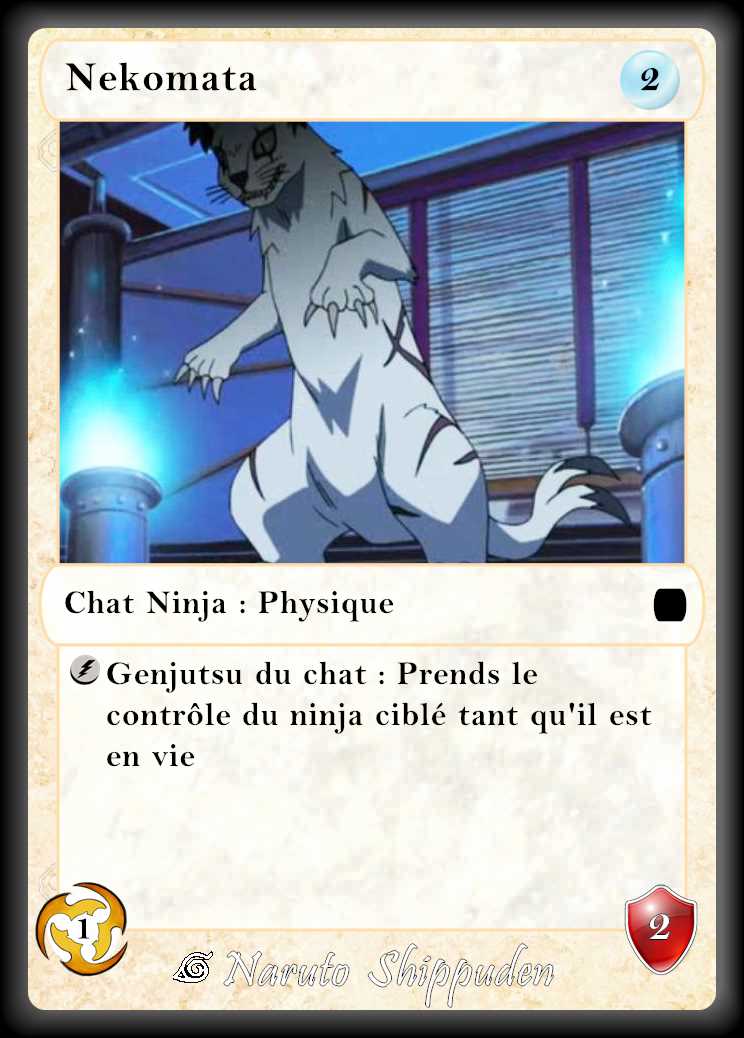 Nekomata
2
Chat Ninja : Physique
Genjutsu du chat : Prends le
contrôle du ninja ciblé tant qu'il est
en vie
1
2
Naruto Shippuden